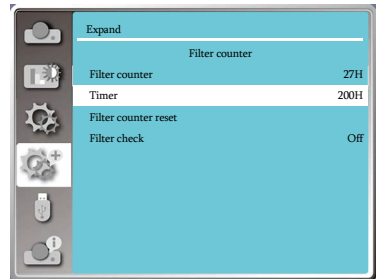 Expand
Filter counter
Filter counter 27H
Timer 200H
Filter counter reset
Filter check Off